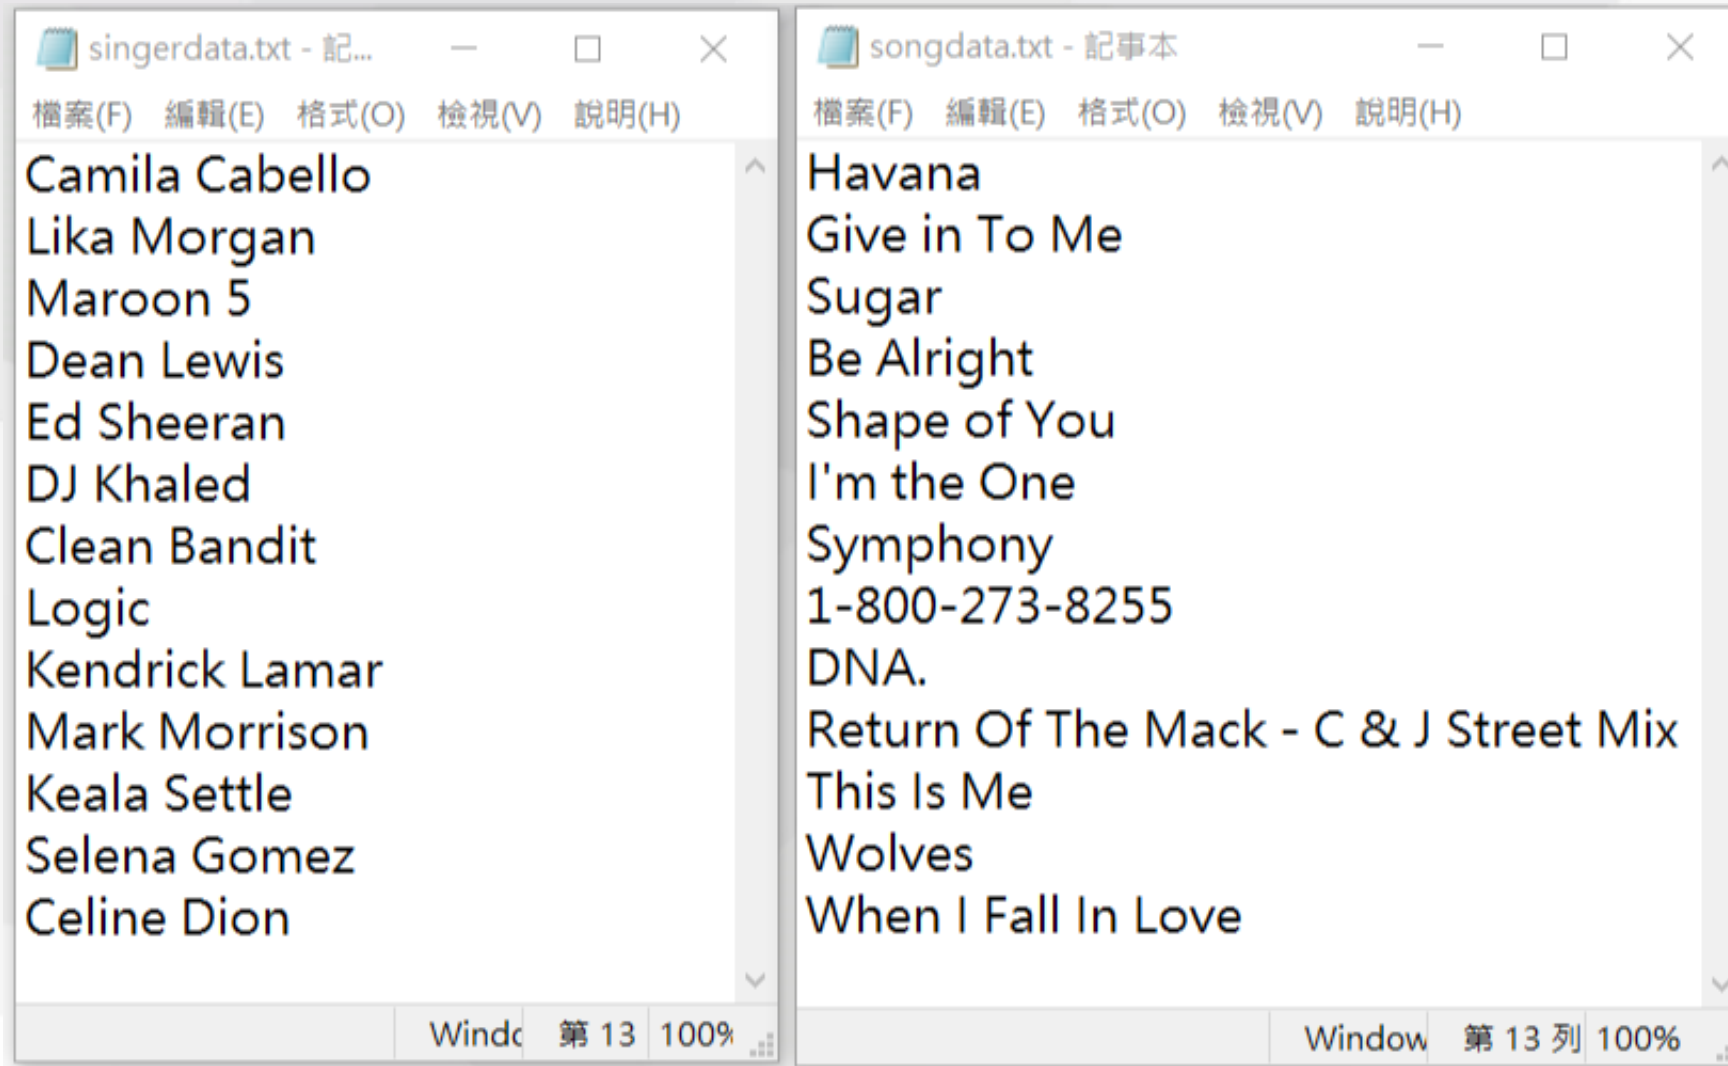 singerdata.txt - 記...
檔案(F) 編輯(E) 格式(O) 檢視(V) 說明(H)
Camila Cabello
Lika Morgan
Maroon 5
Dean Lewis
Ed Sheeran
DJ Khaled
Clean Bandit
Logic
Kendrick Lamar
Mark Morrison
Keala Settle
Selena Gomez
Celine Dion
Windo 第 13 100%
songdata.txt - 記事本
檔案(F) 編輯(E) 格式(O) 檢視(V) 說明(H)
Havana
Give in To Me
Sugar
Be Alright
Shape of You
I'm the One
Symphony
1-800-273-8255
DNA.
Return Of The Mack - C & J Street Mix
This Is Me
Wolves
When I Fall In Love
Window 第 13 列 100%